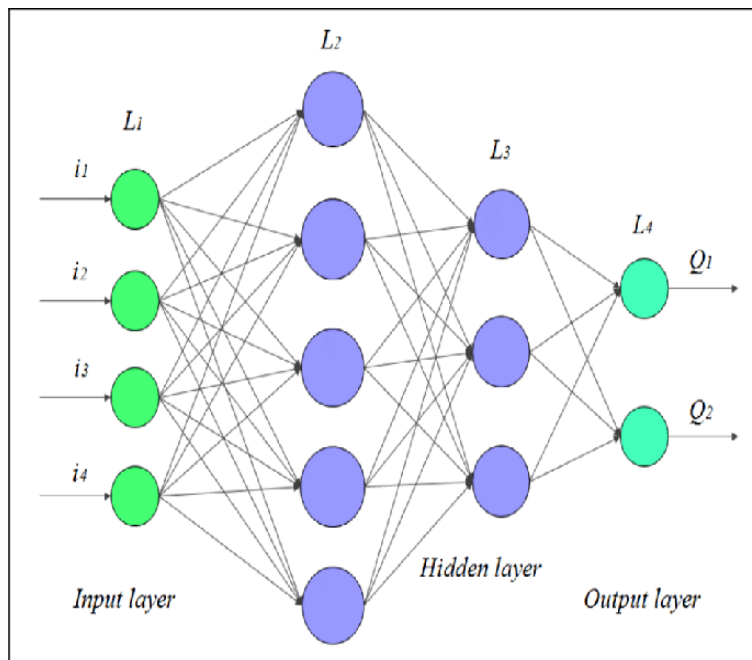 L2
L1
L3
i1
L4
Q1
i2
i3
Q2
i4
Hidden layer
Input layer
Output layer